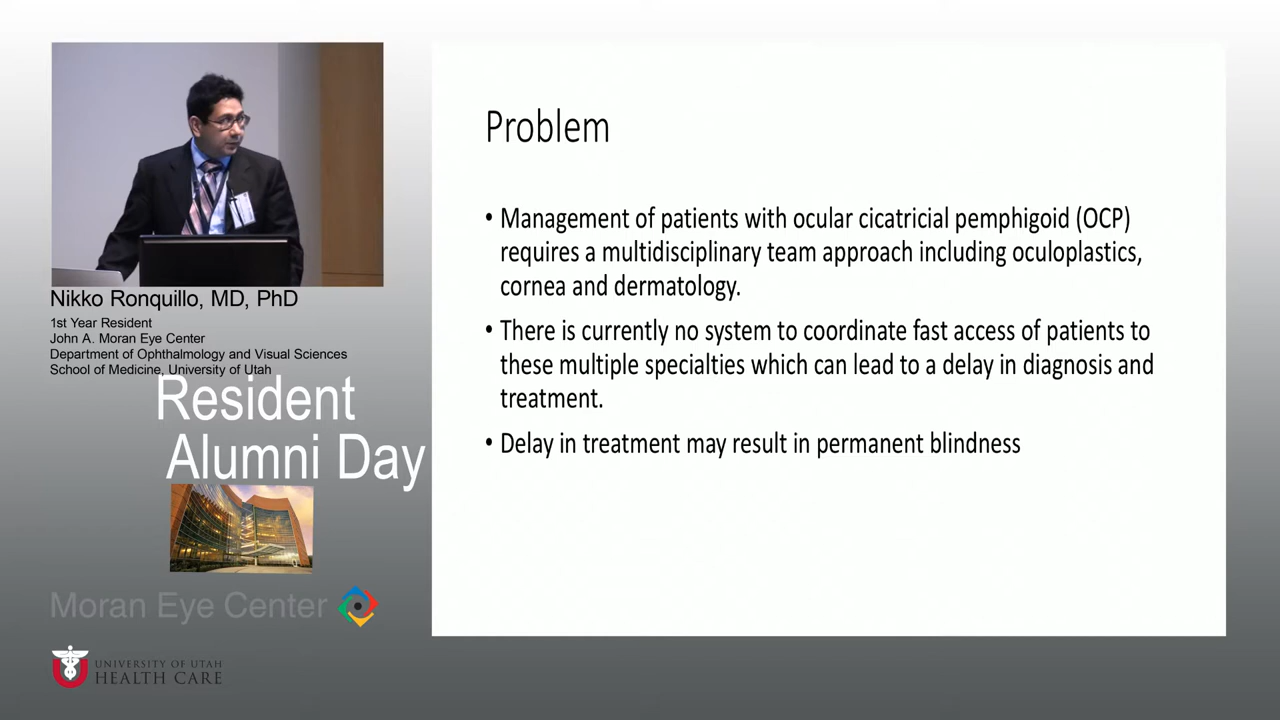 Nikko Ronquillo, MD, PhD
1st Year Resident
John A. Moran Eye Center
Department of Ophthalmology and Visual Sciences
School of Medicine, University of Utah
Resident
Alumni Day
Moran Eye Center
UNIVERSITY OF UTAH
HEALTH CARE
Problem
• Management of patients with ocular cicatricial pemphigoid (OCP)
requires a multidisciplinary team approach including oculoplastics,
cornea and dermatology.
• There is currently no system to coordinate fast access of patients to
these multiple specialties which can lead to a delay in diagnosis and
treatment.
• Delay in treatment may result in permanent blindness